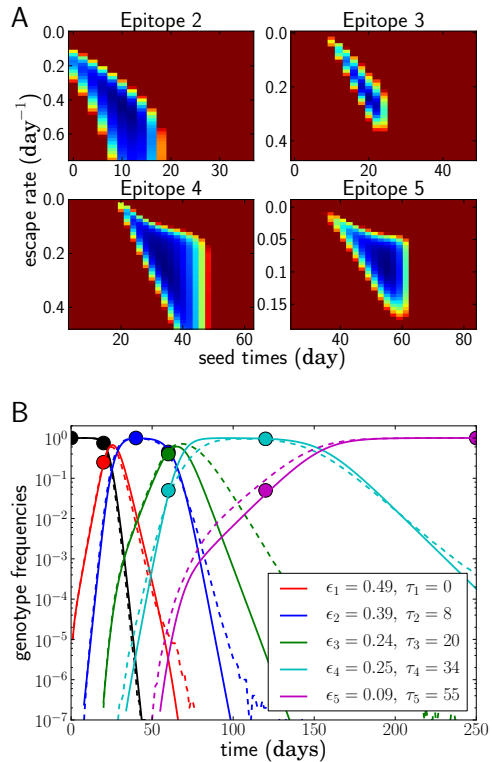 A
Epitope 2
Epitope 3
0.0
0.2
0.4
0.6
0 10 20 30
0.0
0.2
0.4
0 20 40
escape rate (day⁻¹)
Epitope 4
Epitope 5
0.0
0.2
0.4
20 40 60
0.00
0.05
0.10
0.15
40 60 80
seed times (day)
B
genotype frequencies
10⁰
10⁻¹
10⁻²
10⁻³
10⁻⁴
10⁻⁵
10⁻⁶
10⁻⁷
ϵ₁ = 0.49, τ₁ = 0
ϵ₂ = 0.39, τ₂ = 8
ϵ₃ = 0.24, τ₃ = 20
ϵ₄ = 0.25, τ₄ = 34
ϵ₅ = 0.09, τ₅ = 55
0 50 100 150 200 250
time (days)